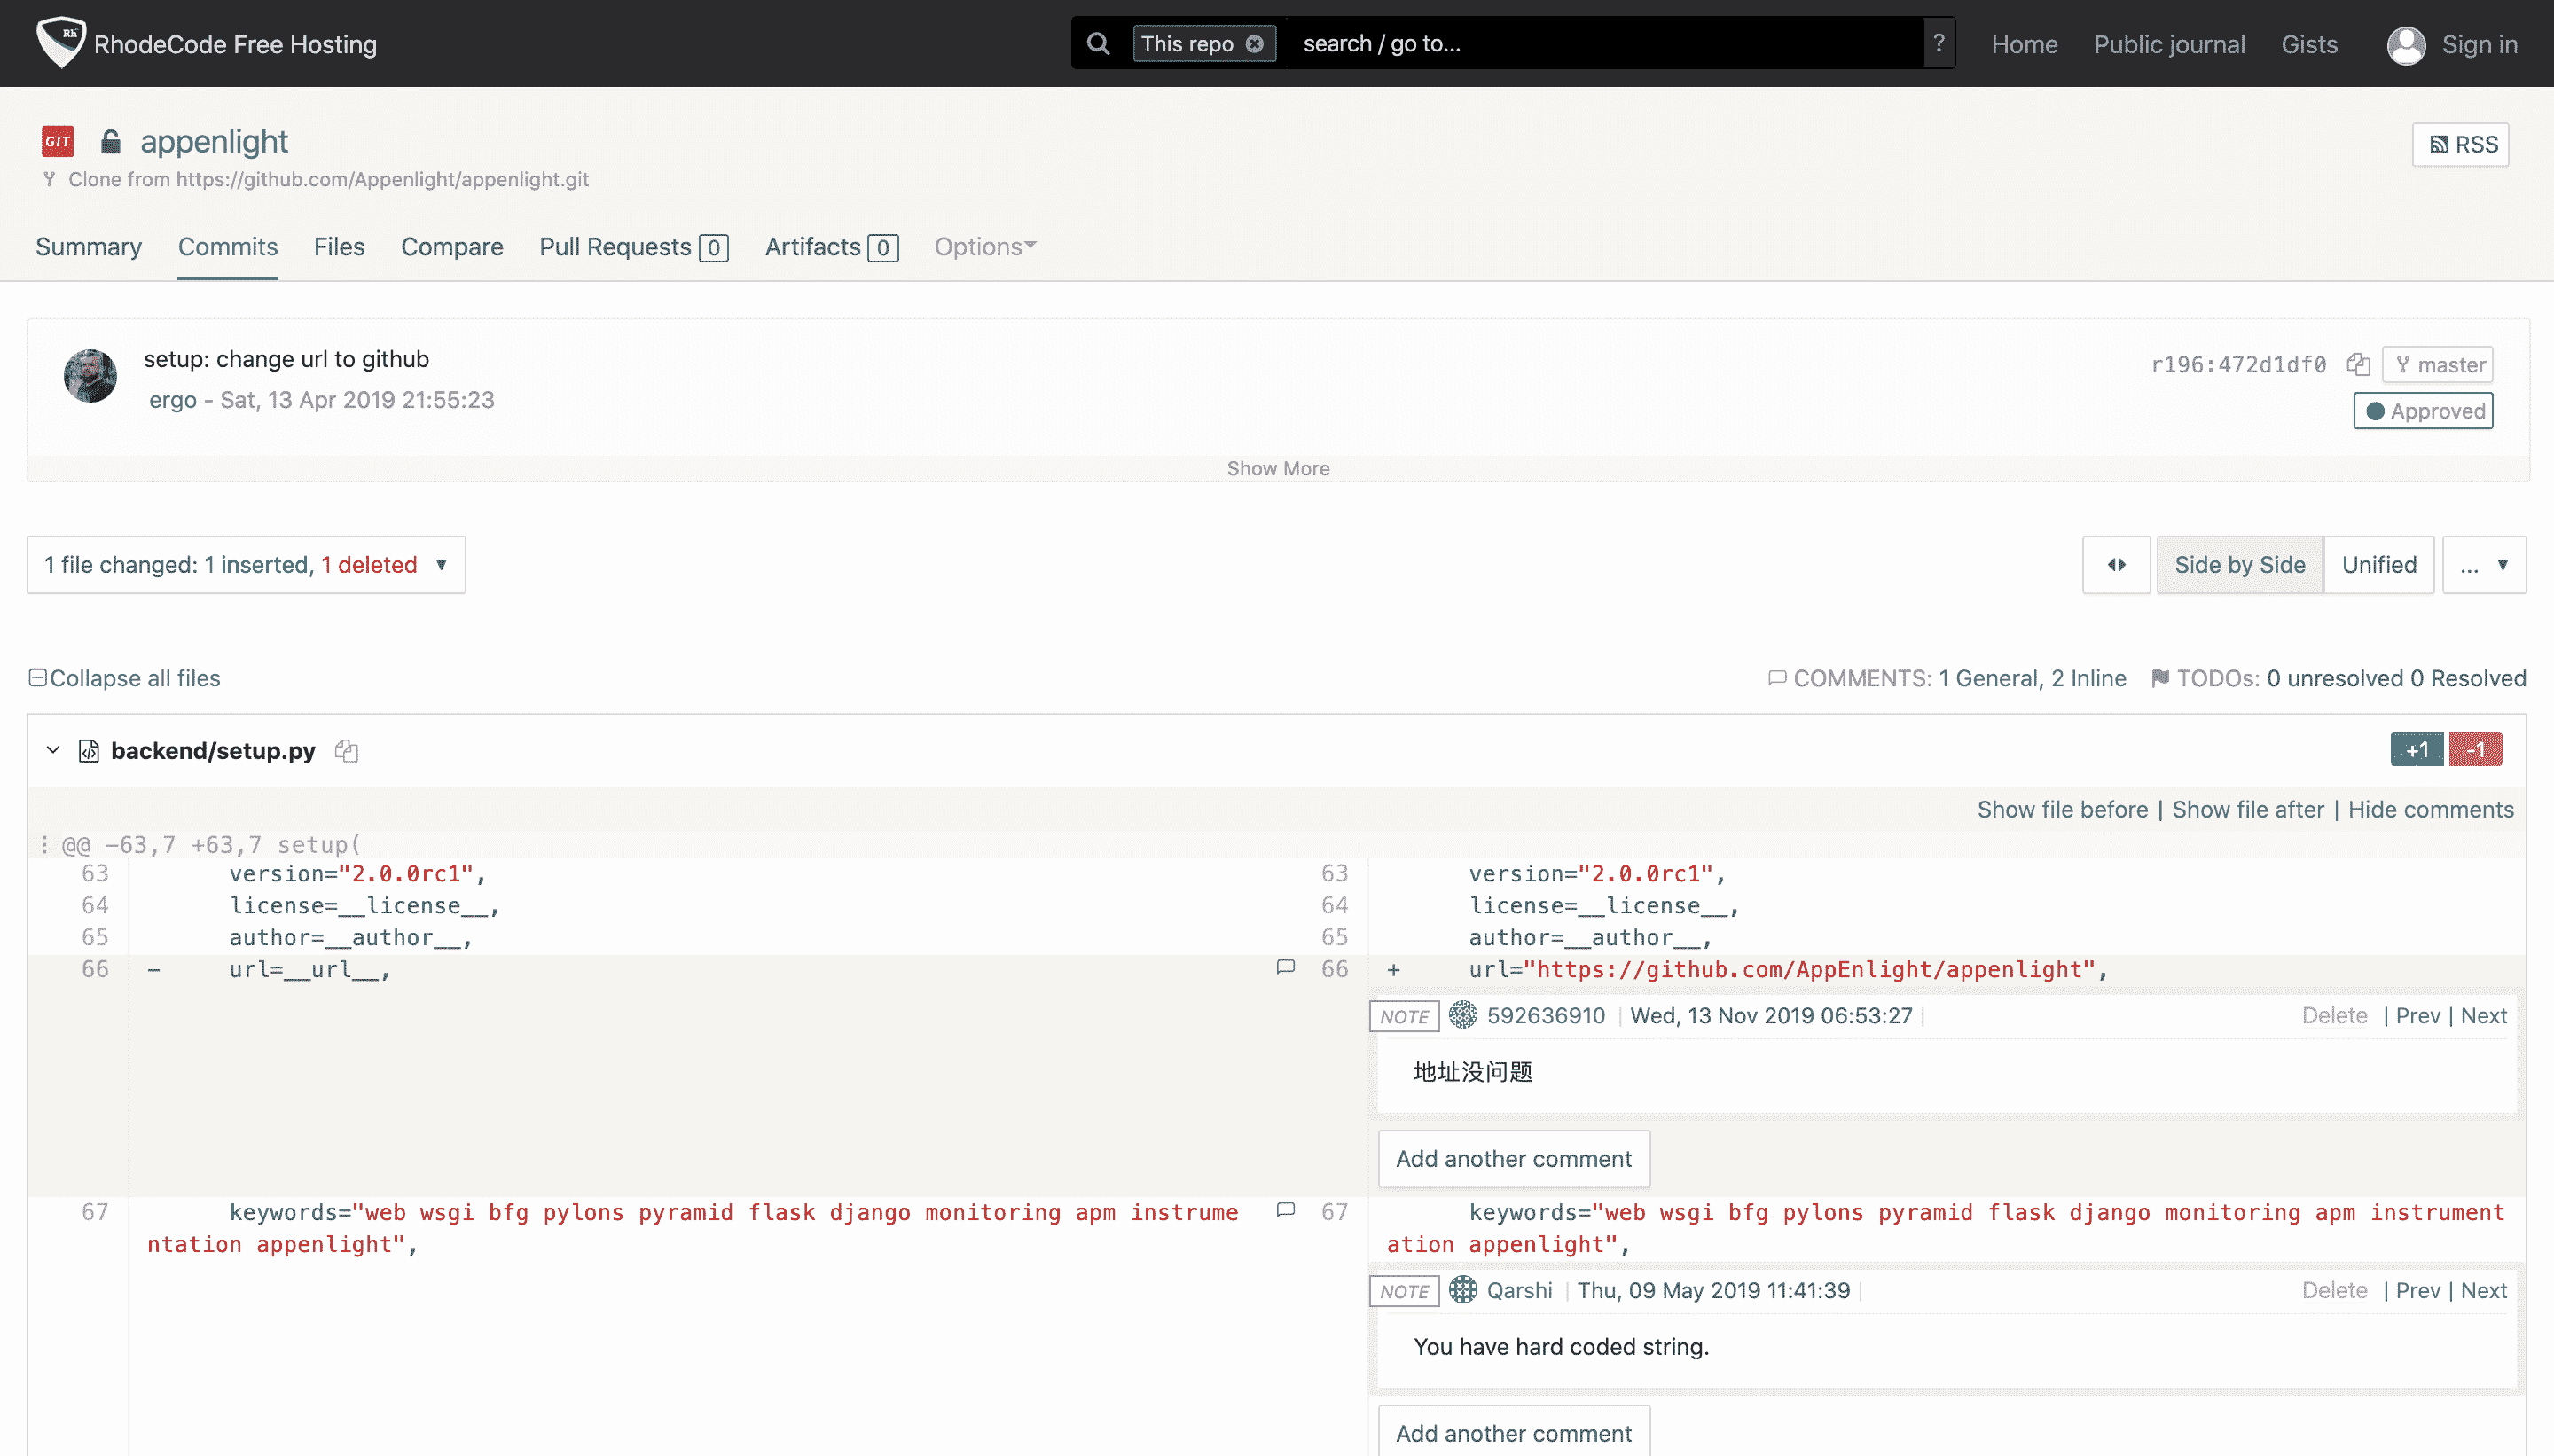 Rh RhodeCode Free Hosting
This repo search / go to... ?
Home Public journal Gists Sign in
GIT appenlight
RSS
Clone from https://github.com/Appenlight/appenlight.git
Summary Commits Files Compare Pull Requests 0 Artifacts 0 Options
setup: change url to github
r196:472d1df0 master
ergo - Sat, 13 Apr 2019 21:55:23
Approved
Show More
1 file changed: 1 inserted, 1 deleted
Side by Side Unified ...
Collapse all files
COMMENTS: 1 General, 2 Inline TODOs: 0 unresolved 0 Resolved
backend/setup.py
+1 -1
Show file before | Show file after | Hide comments
@@ -63,7 +63,7 setup(
63 version="2.0.0rc1", 63 version="2.0.0rc1",
64 license=__license__, 64 license=__license__,
65 author=__author__, 65 author=__author__,
66 - url=__url__, 66 + url="https://github.com/AppEnlight/appenlight",
NOTE 592636910 Wed, 13 Nov 2019 06:53:27 Delete | Prev | Next
地址没问题
Add another comment
67 keywords="web wsgi bfg pylons pyramid flask django monitoring apm instrume 67 keywords="web wsgi bfg pylons pyramid flask django monitoring apm instrument
ntation appenlight", ation appenlight",
NOTE Qarshi Thu, 09 May 2019 11:41:39 Delete | Prev | Next
You have hard coded string.
Add another comment